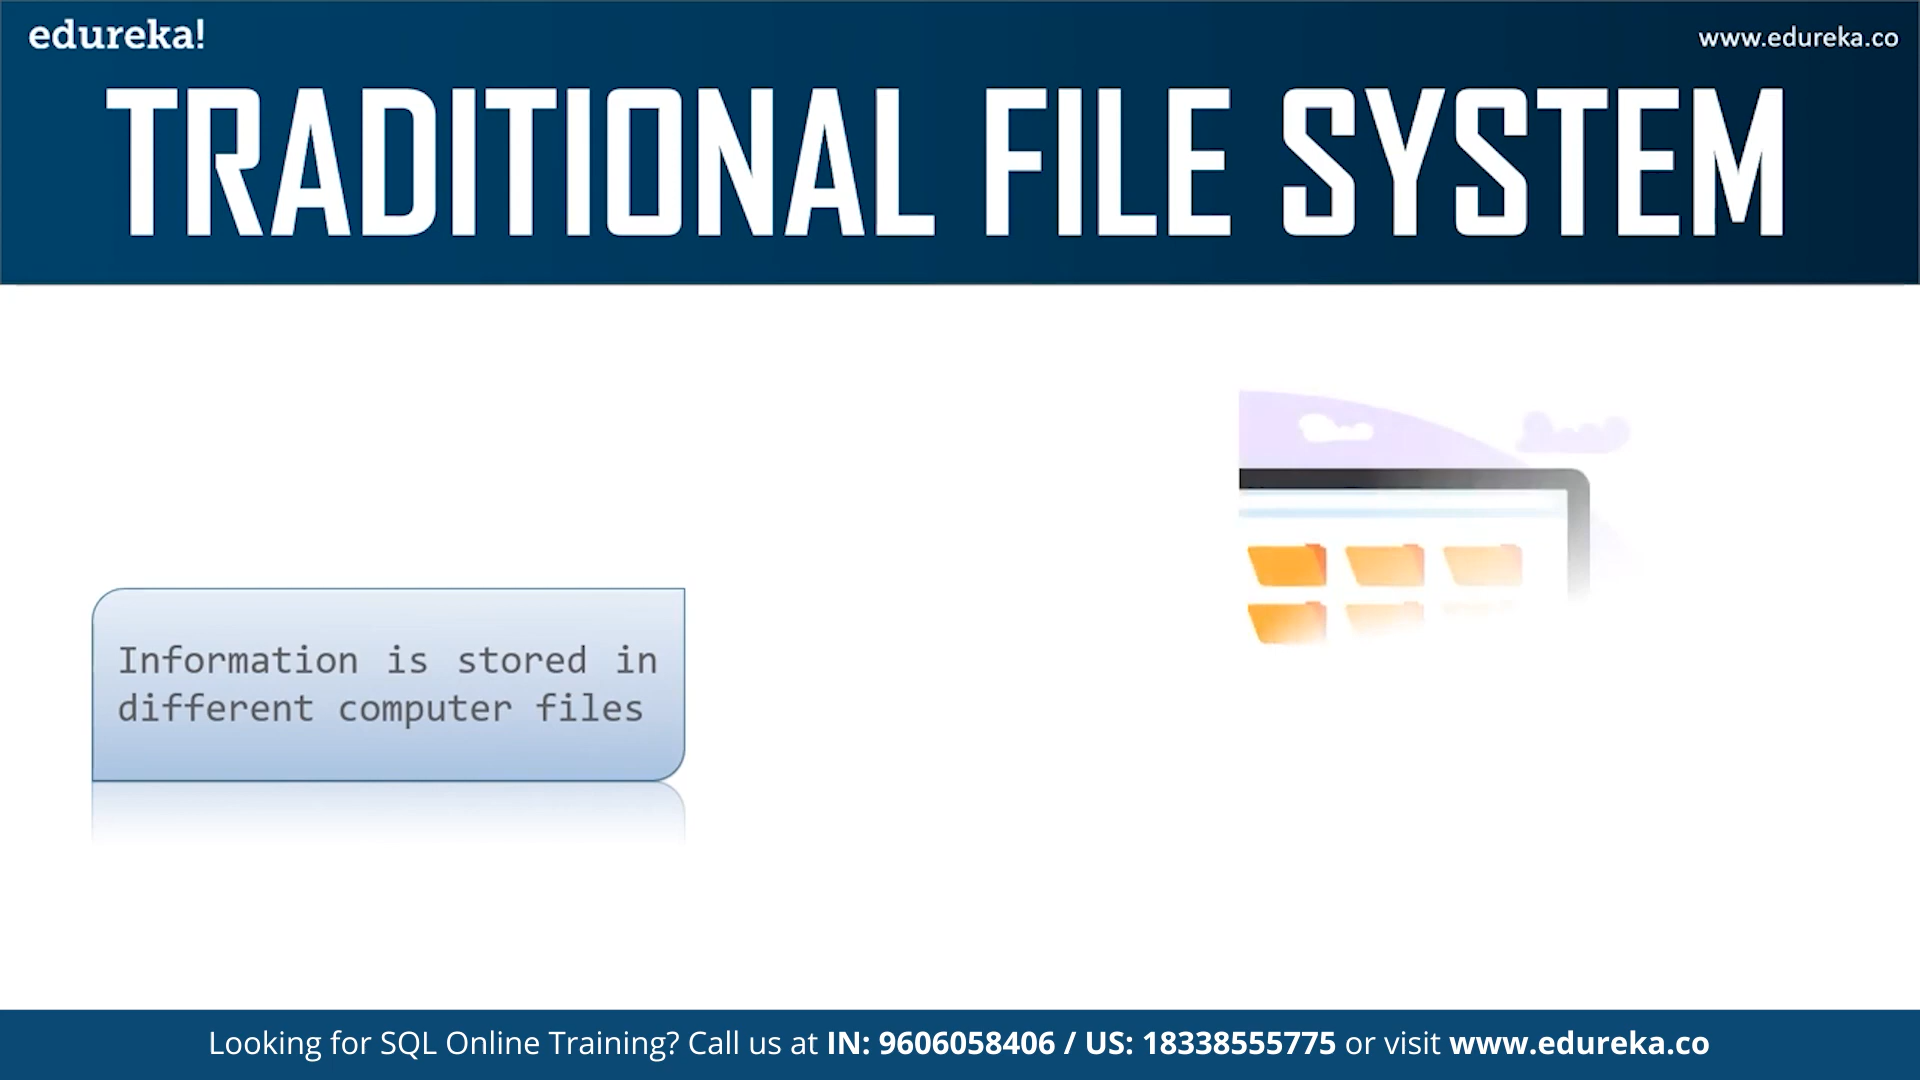 edureka!
www.edureka.co
TRADITIONAL FILE SYSTEM
Information is stored in
different computer files
Looking for SQL Online Training? Call us at IN: 9606058406 / US: 18338555775 or visit www.edureka.co